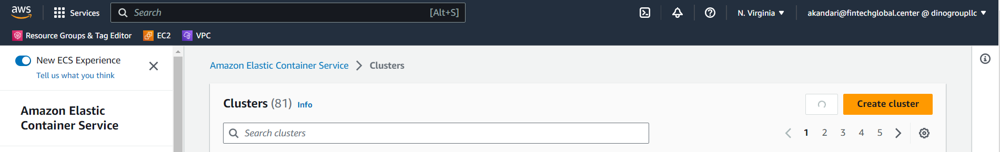 aws
Services
Search [Alt+S]
N. Virginia
akandari@fintechglobal.center @ dinogroupllc
Resource Groups & Tag Editor
EC2
VPC
New ECS Experience
Tell us what you think
Amazon Elastic
Container Service
Amazon Elastic Container Service > Clusters
Clusters (81) Info
Create cluster
Search clusters
1 2 3 4 5